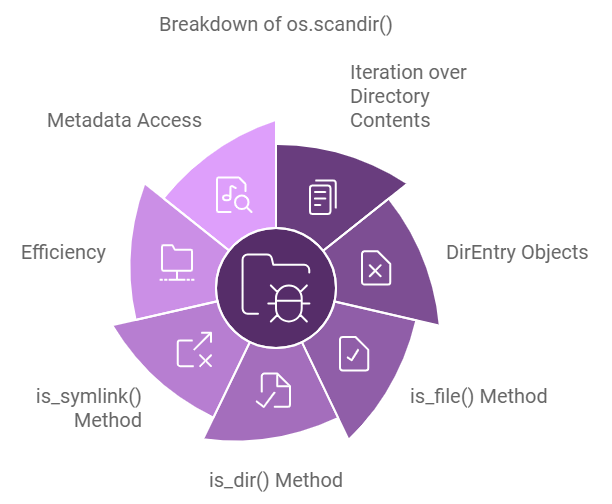 Breakdown of os.scandir()
Iteration over
Directory
Contents
Metadata Access
DirEntry Objects
Efficiency
is_file() Method
is_symlink()
Method
is_dir() Method